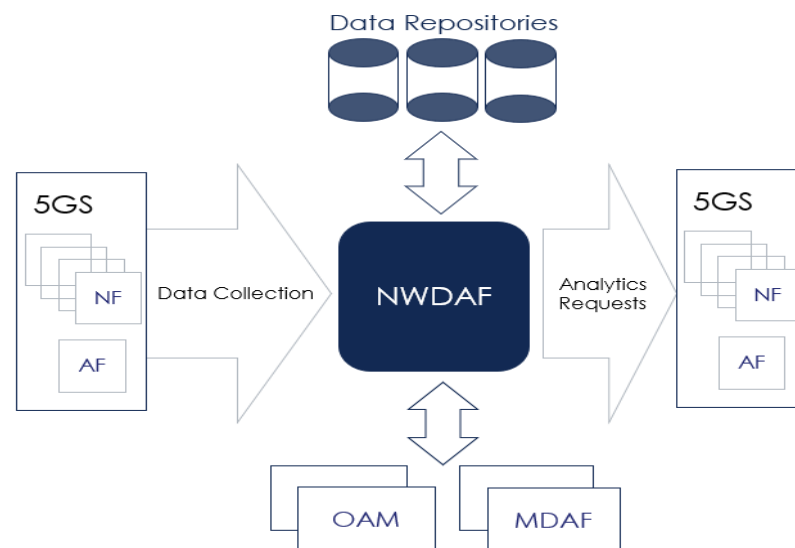 Data Repositories
5GS
NF
AF
Data Collection
NWDAF
Analytics
Requests
5GS
NF
AF
OAM
MDAF